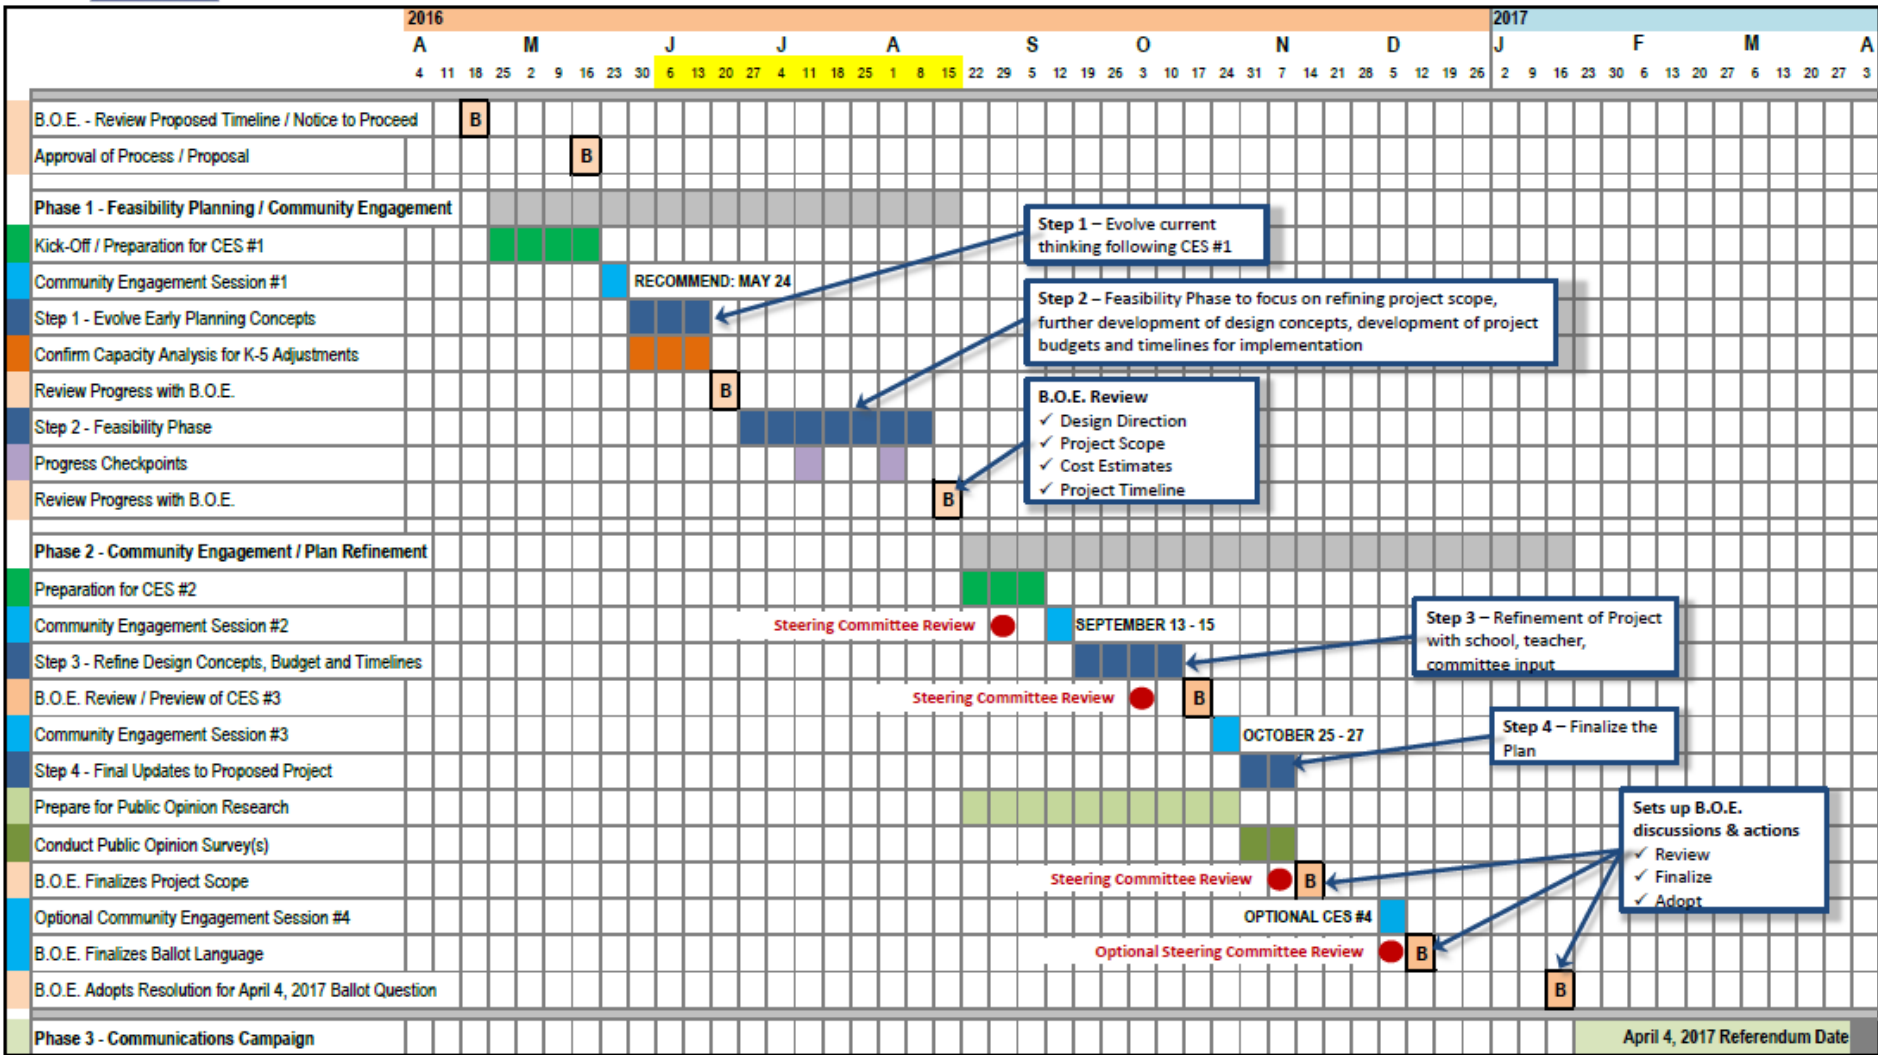 2016 2017
A M J J A S O N D J F M A
4 11 18 25 2 9 16 23 30 6 13 20 27 4 11 18 25 1 8 15 22 29 5 12 19 26 3 10 17 24 31 7 14 21 28 5 12 19 26 2 9 16 23 30 6 13 20 27 6 13 20 27 3
B.O.E. - Review Proposed Timeline / Notice to Proceed B
Approval of Process / Proposal B
Phase 1 - Feasibility Planning / Community Engagement
Step 1 – Evolve current
thinking following CES #1
Kick-Off / Preparation for CES #1
Community Engagement Session #1 RECOMMEND: MAY 24
Step 2 – Feasibility Phase to focus on refining project scope,
further development of design concepts, development of project
budgets and timelines for implementation
Step 1 - Evolve Early Planning Concepts
Confirm Capacity Analysis for K-5 Adjustments
Review Progress with B.O.E. B
B.O.E. Review
✓ Design Direction
✓ Project Scope
✓ Cost Estimates
✓ Project Timeline
Step 2 - Feasibility Phase
Progress Checkpoints
Review Progress with B.O.E. B
Phase 2 - Community Engagement / Plan Refinement
Preparation for CES #2
Community Engagement Session #2 Steering Committee Review SEPTEMBER 13 - 15
Step 3 – Refinement of Project
with school, teacher,
committee input
Step 3 - Refine Design Concepts, Budget and Timelines
B.O.E. Review / Preview of CES #3 Steering Committee Review B
Community Engagement Session #3 OCTOBER 25 - 27
Step 4 – Finalize the
Plan
Step 4 - Final Updates to Proposed Project
Prepare for Public Opinion Research
Sets up B.O.E.
discussions & actions
✓ Review
✓ Finalize
✓ Adopt
Conduct Public Opinion Survey(s)
B.O.E. Finalizes Project Scope Steering Committee Review B
Optional Community Engagement Session #4 OPTIONAL CES #4
B.O.E. Finalizes Ballot Language Optional Steering Committee Review B
B.O.E. Adopts Resolution for April 4, 2017 Ballot Question B
Phase 3 - Communications Campaign April 4, 2017 Referendum Date